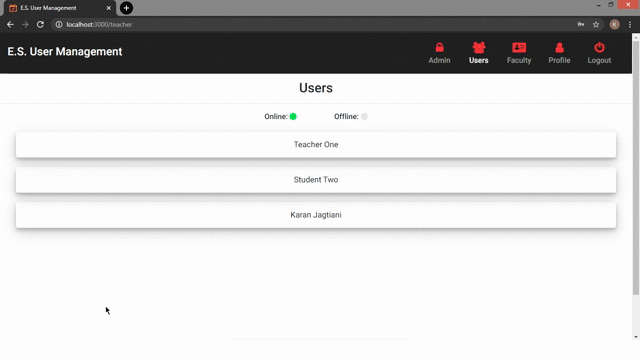 E.S. User Management
localhost:3000/teacher
K
E.S. User Management
Admin
Users
Faculty
Profile
Logout
Users
Online:
Offline:
Teacher One
Student Two
Karan Jagtiani